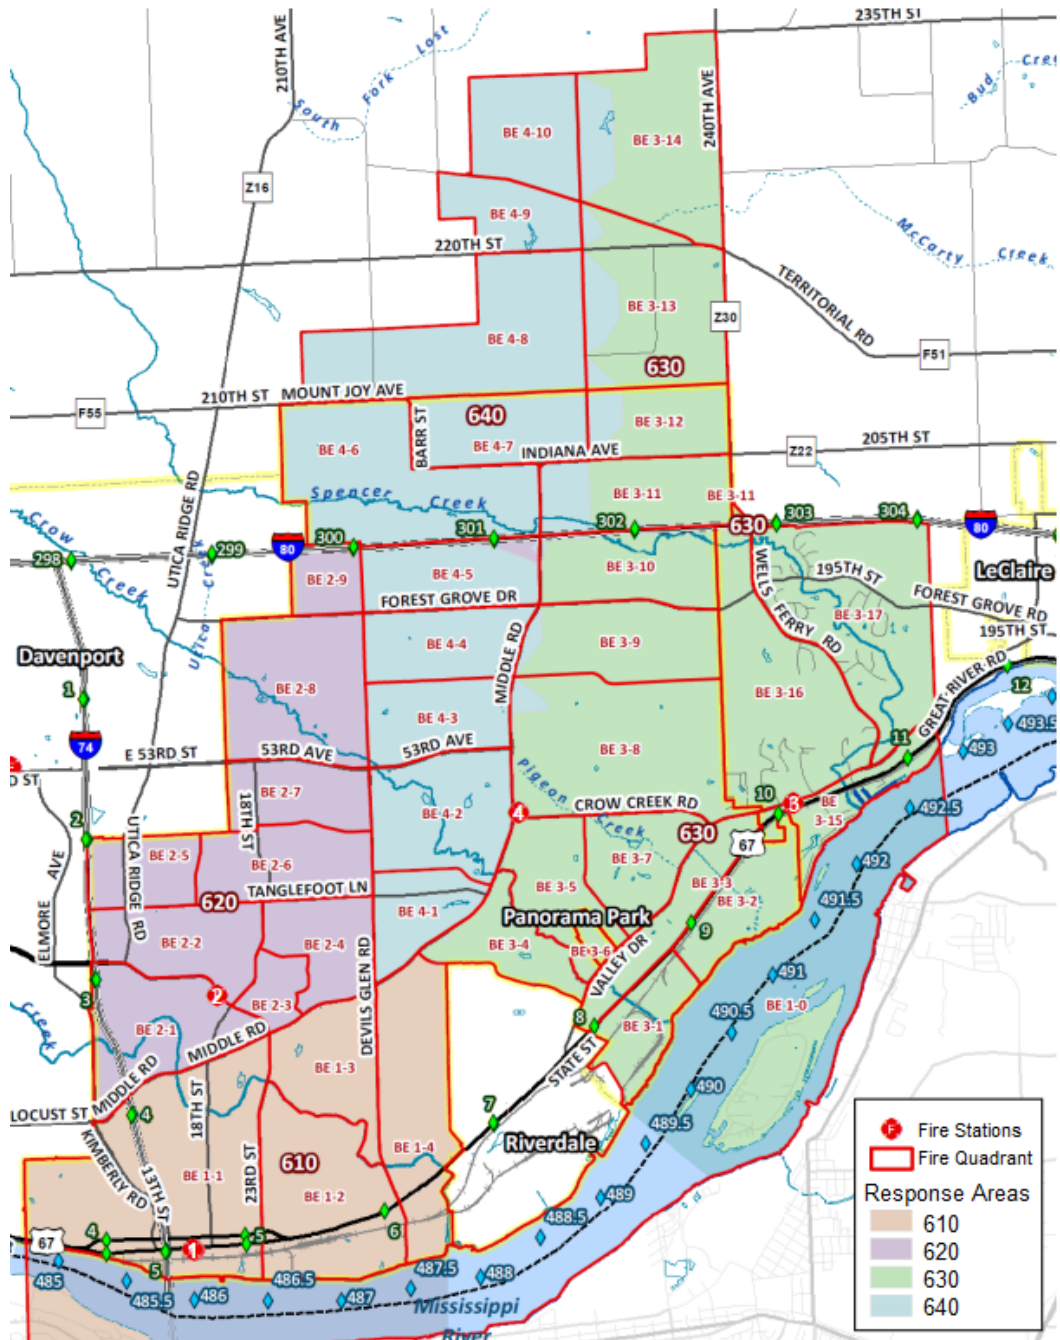 235TH ST
210TH AVE
South Fork Lost
240TH AVE
Bud Cre
BE 4-10
BE 3-14
Z16
BE 4-9
McCarty Creek
220TH ST
TERRITORIAL RD
BE 3-13
Z30
BE 4-8
F51
630
210TH ST MOUNT JOY AVE
F55
640
BARR ST
BE 3-12
BE 4-6
BE 4-7
INDIANA AVE
205TH ST
Z22
UTICA RIDGE RD
Spencer Creek
BE 3-11
BE 3-11
Crow Creek
298
299
80
300
301
302
630
303
304
80
Utica Creek
BE 2-9
BE 4-5
BE 3-10
WELLS FERRY RD
195TH ST
LeClaire
FOREST GROVE DR
FOREST GROVE RD
BE 3-17
195TH ST
Davenport
BE 4-4
MIDDLE RD
BE 3-9
GREAT RIVER RD
1
BE 2-8
BE 3-16
12
BE 4-3
493.5
74
E 53RD ST
53RD AVE
53RD AVE
BE 3-8
11
493
D ST
Pigeon Creek
BE 2-7
18TH ST
BE 4-2
4
CROW CREEK RD
10
3
BE 3-15
492.5
2
UTICA RIDGE RD
630
67
ELMORE AVE
BE 2-5
BE 2-6
BE 3-7
492
TANGLEFOOT LN
BE 3-5
BE 3-3
BE 3-2
620
BE 4-1
Panorama Park
491.5
BE 2-2
BE 2-4
BE 3-4
BE 3-6
9
VALLEY DR
DEVILS GLEN RD
491
3
2
BE 2-3
BE 1-0
Creek
BE 2-1
MIDDLE RD
8
BE 3-1
490.5
STATE ST
BE 1-3
MIDDLE RD
490
LOCUST ST
4
18TH ST
7
489.5
KIMBERLY RD
BE 1-4
Riverdale
13TH ST
BE 1-1
23RD ST
610
BE 1-2
489
6
488.5
67
4
5
1
5
487.5
488
485
485.5
486
486.5
487
Mississippi
River
F Fire Stations
Fire Quadrant
Response Areas
610
620
630
640